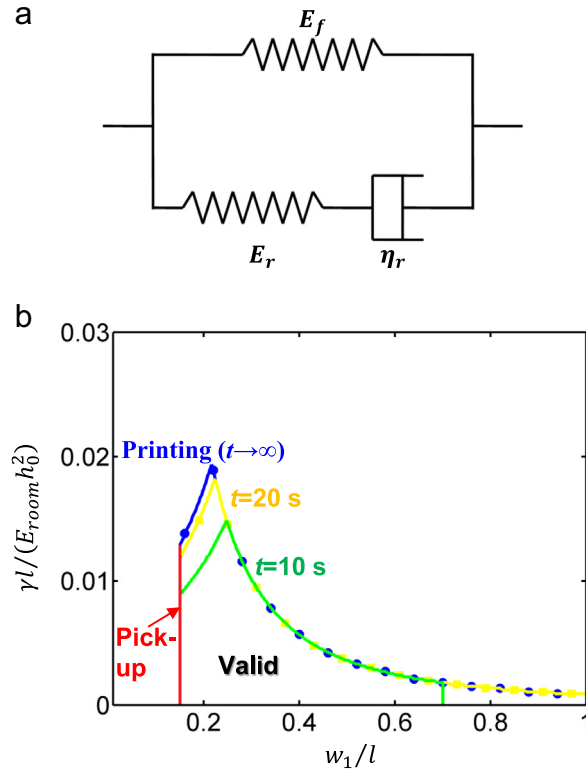 a
E_f
E_r
η_r
b
0.03
0.02
0.01
0
γl/(E_room h_0^2)
Printing (t→∞)
t=20 s
t=10 s
Pick-
up
Valid
0.2
0.4
0.6
0.8
1
w_1/l